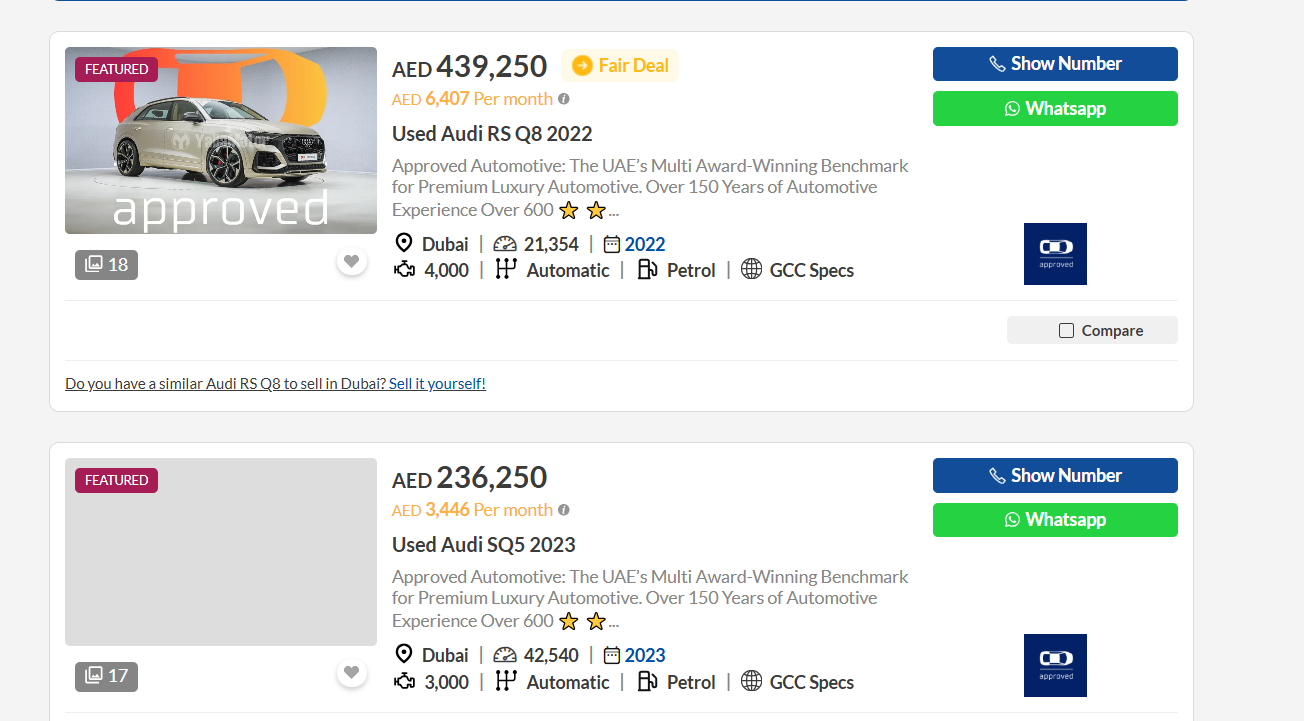 FEATURED
approved
18
AED 439,250
Fair Deal
AED 6,407 Per month
Used Audi RS Q8 2022
Approved Automotive: The UAE’s Multi Award-Winning Benchmark
for Premium Luxury Automotive. Over 150 Years of Automotive
Experience Over 600 ⭐ ⭐...
Dubai | 21,354 | 2022
4,000 | Automatic | Petrol | GCC Specs
Show Number
Whatsapp
approved
Compare
Do you have a similar Audi RS Q8 to sell in Dubai? Sell it yourself!
FEATURED
17
AED 236,250
AED 3,446 Per month
Used Audi SQ5 2023
Approved Automotive: The UAE’s Multi Award-Winning Benchmark
for Premium Luxury Automotive. Over 150 Years of Automotive
Experience Over 600 ⭐ ⭐...
Dubai | 42,540 | 2023
3,000 | Automatic | Petrol | GCC Specs
Show Number
Whatsapp
approved